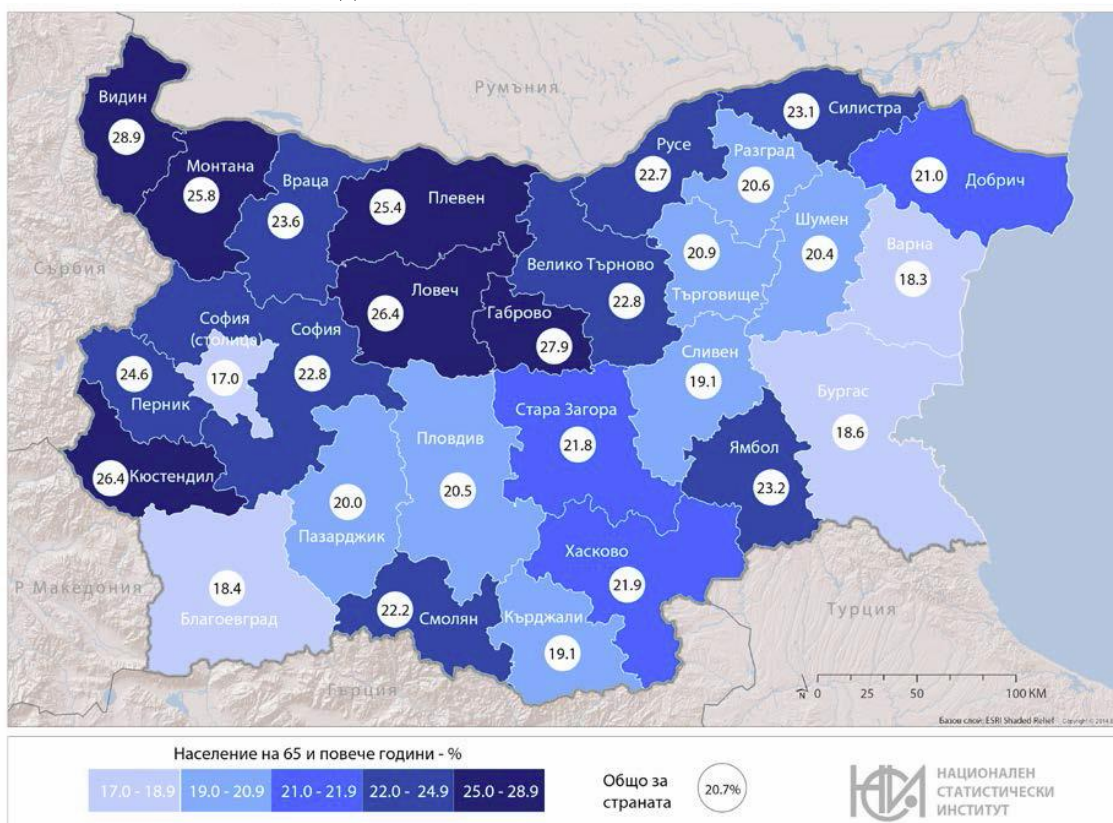 Румъния
Видин
28.9
Монтана
25.8
Враца
23.6
Плевен
25.4
Русе
22.7
Силистра
23.1
Разград
20.6
Добрич
21.0
Шумен
20.4
Варна
18.3
20.9
Търговище
Велико Търново
22.8
Ловеч
26.4
Габрово
27.9
Сърбия
София
(столица)
17.0
София
22.8
24.6
Перник
Сливен
19.1
Бургас
18.6
Стара Загора
21.8
Пловдив
20.5
Ямбол
23.2
26.4
Кюстендил
20.0
Пазарджик
Хасково
21.9
Р Македония
18.4
Благоевград
22.2
Смолян
Кърджали
19.1
Турция
Гърция
N
0 25 50 100 KM
Базов слой: ESRI Shaded Relief
Население на 65 и повече години - %
17.0 - 18.9 19.0 - 20.9 21.0 - 21.9 22.0 - 24.9 25.0 - 28.9
Общо за
страната
20.7%
НСИ
НАЦИОНАЛЕН
СТАТИСТИЧЕСКИ
ИНСТИТУТ